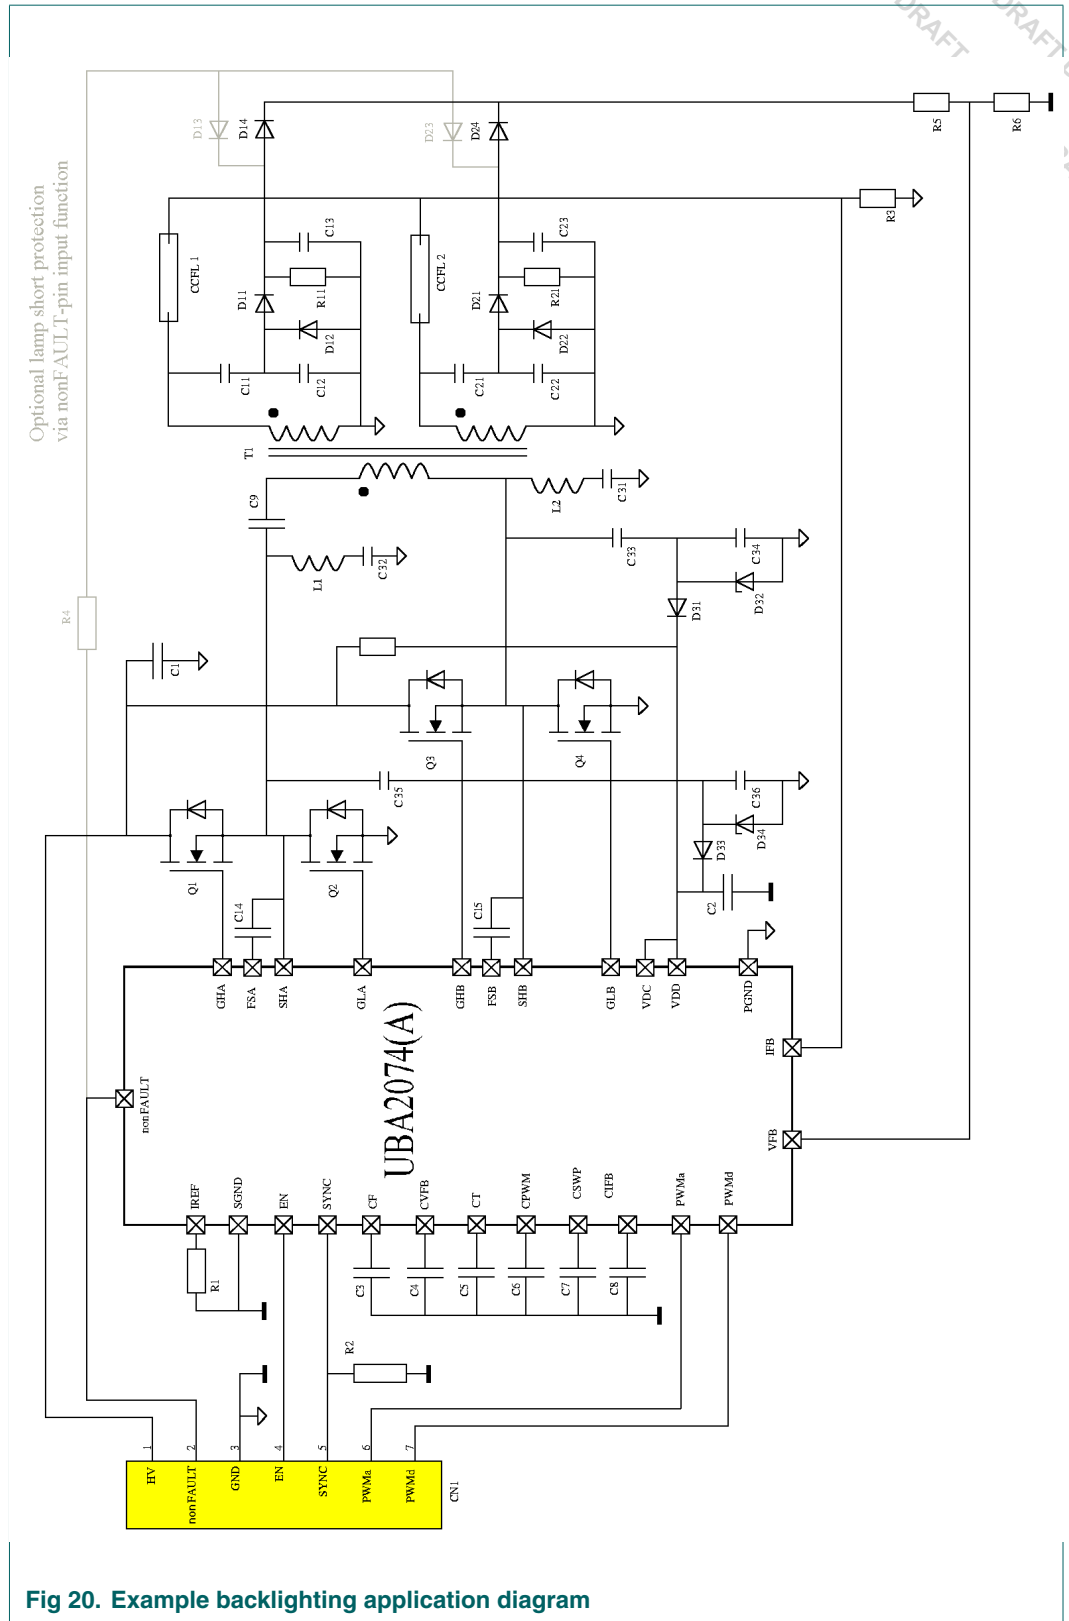 DRAFT
DRAFT
Optional lamp short protection
via nonFAULT-pin input function
D13
D14
D23
D24
R5
R6
R3
CCFL 1
C13
D11
R11
D12
C11
C12
CCFL 2
C23
D21
R21
D22
C21
C22
T1
C9
L2
C31
L1
C32
C33
C34
D32
D31
R4
C1
Q3
Q4
C35
C36
D34
D33
C2
Q1
Q2
C14
C15
GHA
FSA
SHA
GLA
GHB
FSB
SHB
GLB
VDC
VDD
PGND
UBA2074(A)
nonFAULT
IFB
VFB
IREF
SGND
EN
SYNC
CF
CVFB
CT
CPWM
CSWP
CIFB
PWMa
PWMd
R1
C3
C4
C5
C6
C7
C8
R2
1
2
3
4
5
6
7
HV
nonFAULT
GND
EN
SYNC
PWMa
PWMd
CN1
Fig 20. Example backlighting application diagram